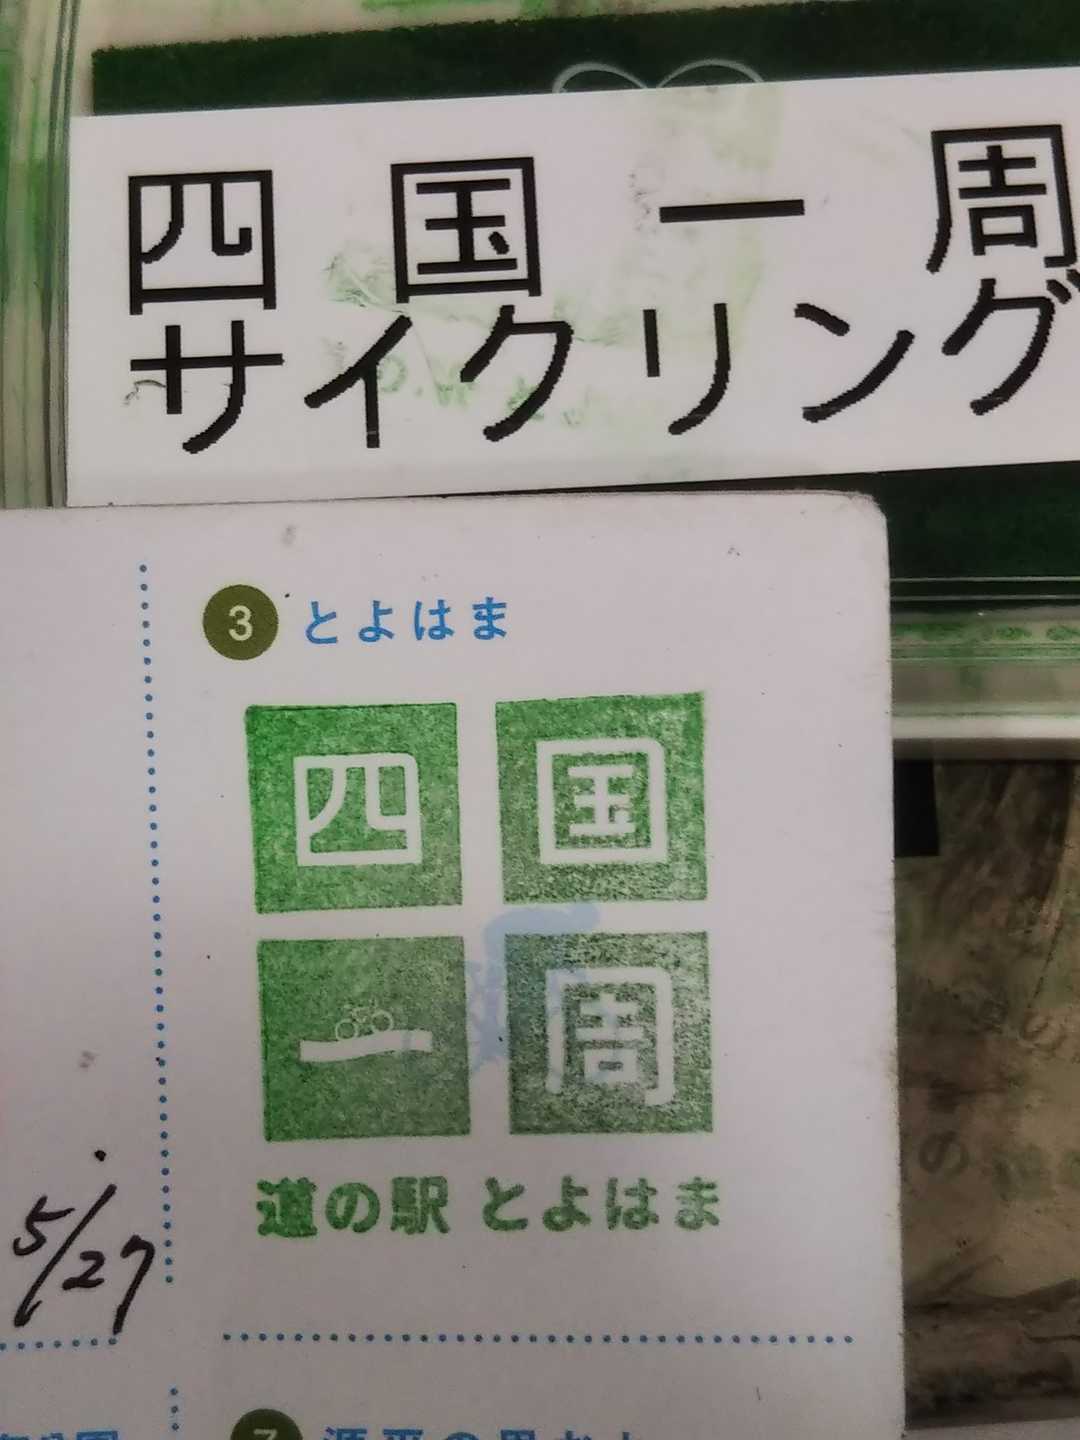 四国一周
サイクリング
3 とよはま
四国
一周
道の駅 とよはま
5/27
7